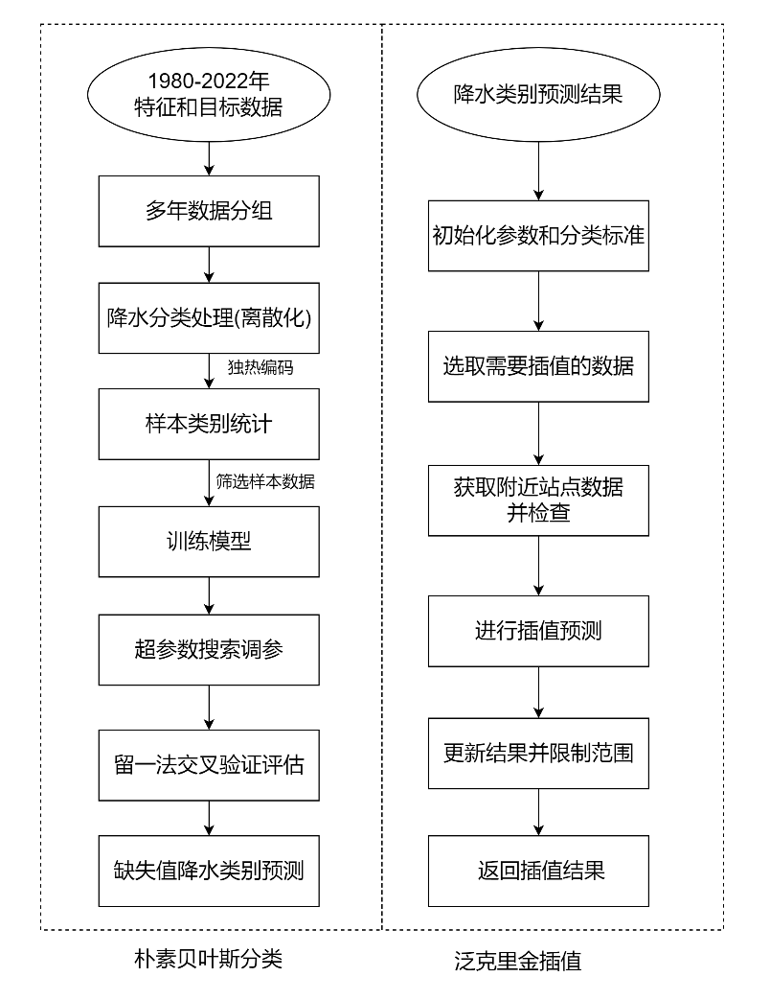 1980-2022年
特征和目标数据
多年数据分组
降水分类处理(离散化)
独热编码
样本类别统计
筛选样本数据
训练模型
超参数搜索调参
留一法交叉验证评估
缺失值降水类别预测
朴素贝叶斯分类
降水类别预测结果
初始化参数和分类标准
选取需要插值的数据
获取附近站点数据
并检查
进行插值预测
更新结果并限制范围
返回插值结果
泛克里金插值